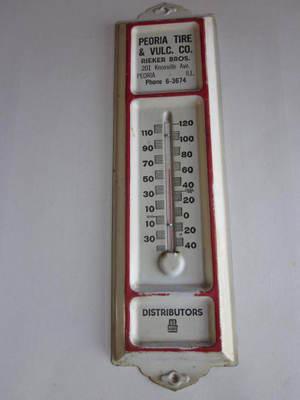 PEORIA TIRE
& VULC. CO.
RIEKER BROS.
201 Knoxville Ave.
PEORIA ILL.
Phone 6-3674
120
110
100
90
80
70
60
50
40
30
20
10
0
10
20
30
40
DISTRIBUTORS